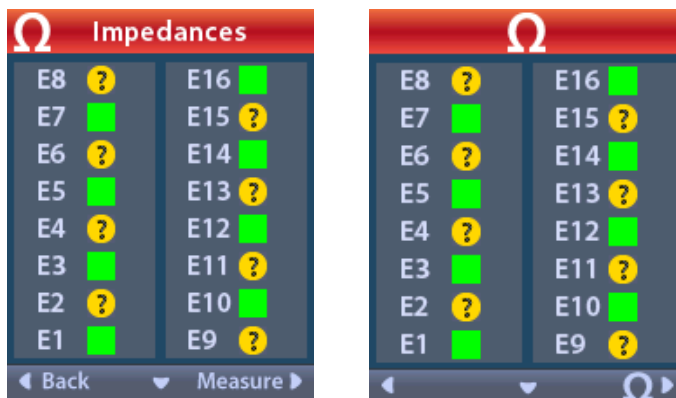 Ω Impedances
E8 ? E16
E7 E15 ?
E6 ? E14
E5 E13 ?
E4 ? E12
E3 E11 ?
E2 ? E10
E1 E9 ?
Back Measure
Ω
E8 ? E16
E7 E15 ?
E6 ? E14
E5 E13 ?
E4 ? E12
E3 E11 ?
E2 ? E10
E1 E9 ?
Ω